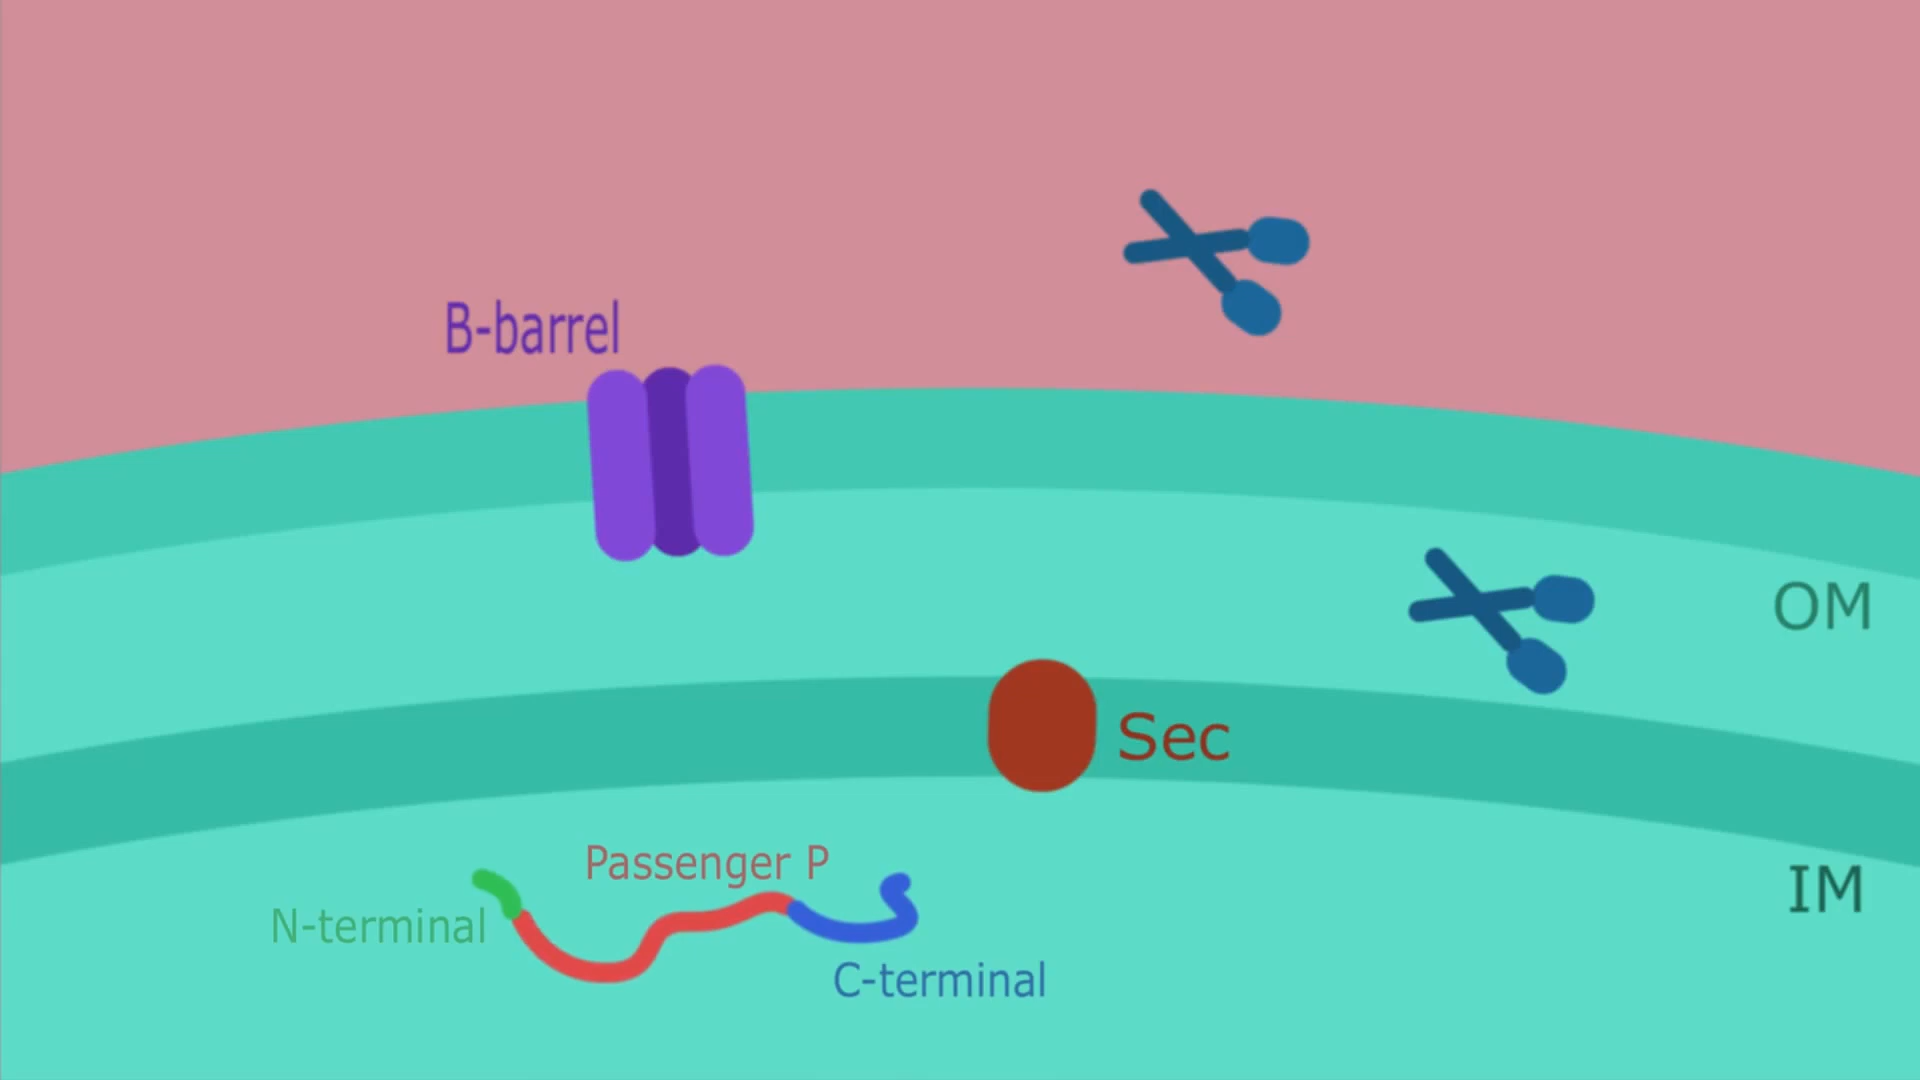 B-barrel
OM
Sec
Passenger P
IM
N-terminal
C-terminal